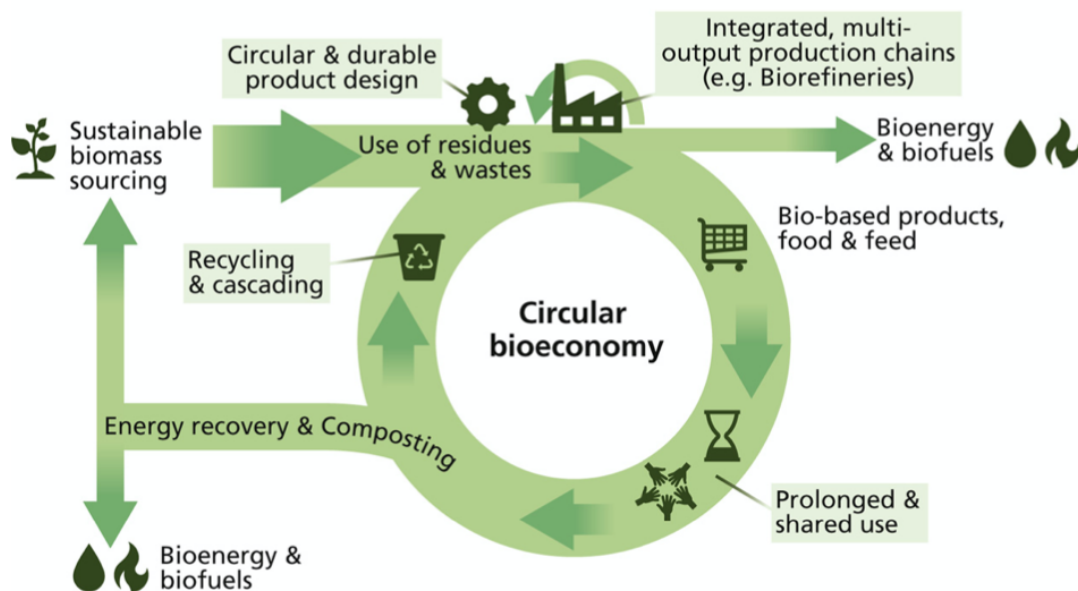 Circular & durable
product design
Integrated, multi-
output production chains
(e.g. Biorefineries)
Sustainable
biomass
sourcing
Use of residues
& wastes
Bioenergy
& biofuels
Bio-based products,
food & feed
Recycling
& cascading
Circular
bioeconomy
Energy recovery & Composting
Prolonged &
shared use
Bioenergy &
biofuels